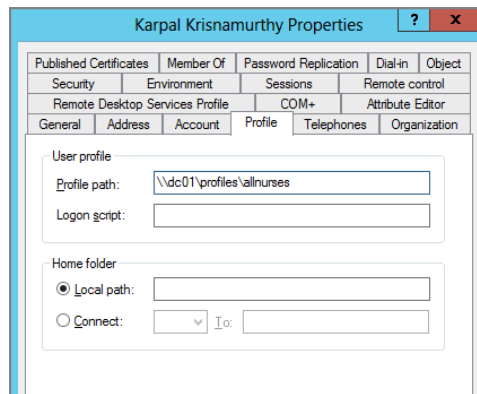 Karpal Krisnamurthy Properties ? x
Published Certificates Member Of Password Replication Dial-in Object
Security Environment Sessions Remote control
Remote Desktop Services Profile COM+ Attribute Editor
General Address Account Profile Telephones Organization
User profile
Profile path: \\dc01\profiles\allnurses
Logon script:
Home folder
Local path:
Connect: To: